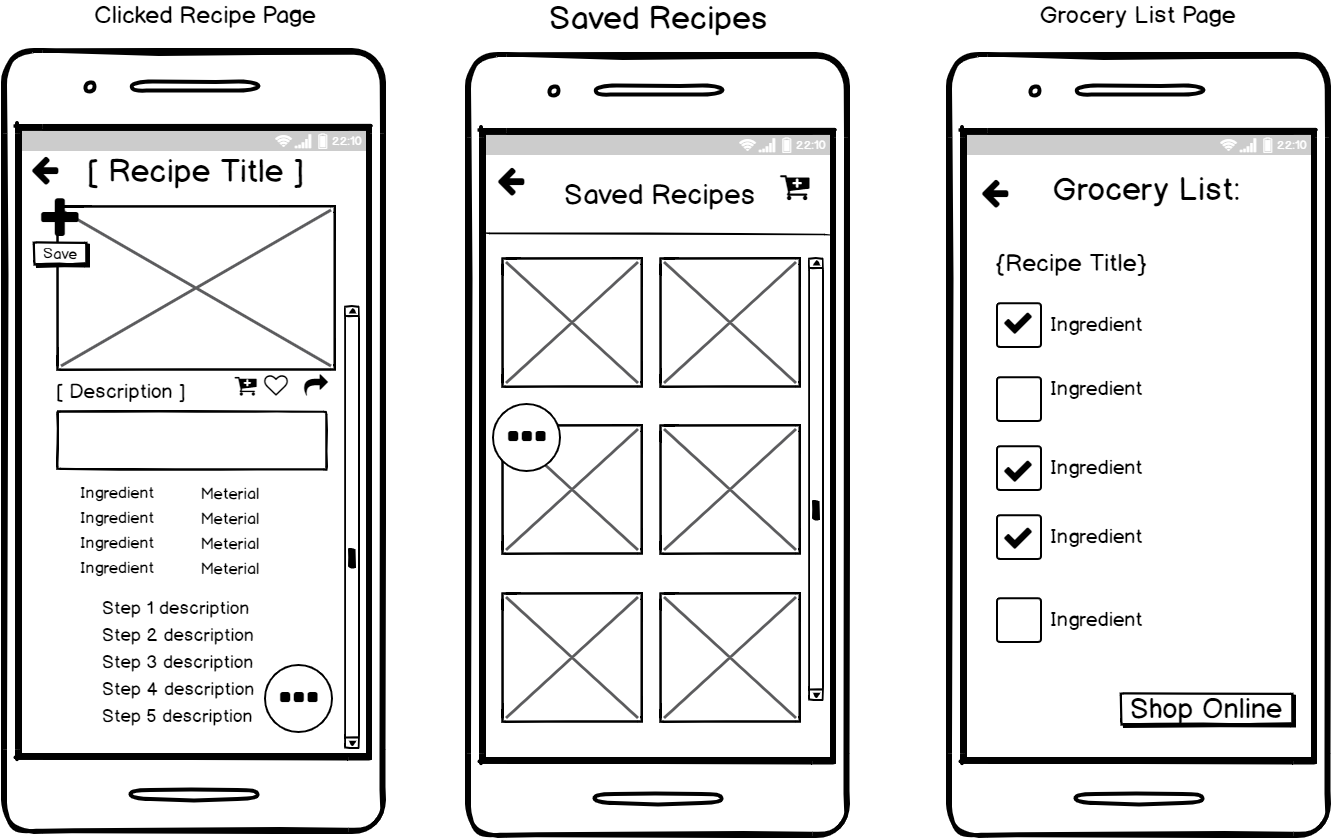 Clicked Recipe Page
22:10
[ Recipe Title ]
Save
[ Description ]
Ingredient Meterial
Ingredient Meterial
Ingredient Meterial
Ingredient Meterial
Step 1 description
Step 2 description
Step 3 description
Step 4 description
Step 5 description
Saved Recipes
22:10
Saved Recipes
Grocery List Page
22:10
Grocery List:
{Recipe Title}
Ingredient
Ingredient
Ingredient
Ingredient
Ingredient
Shop Online